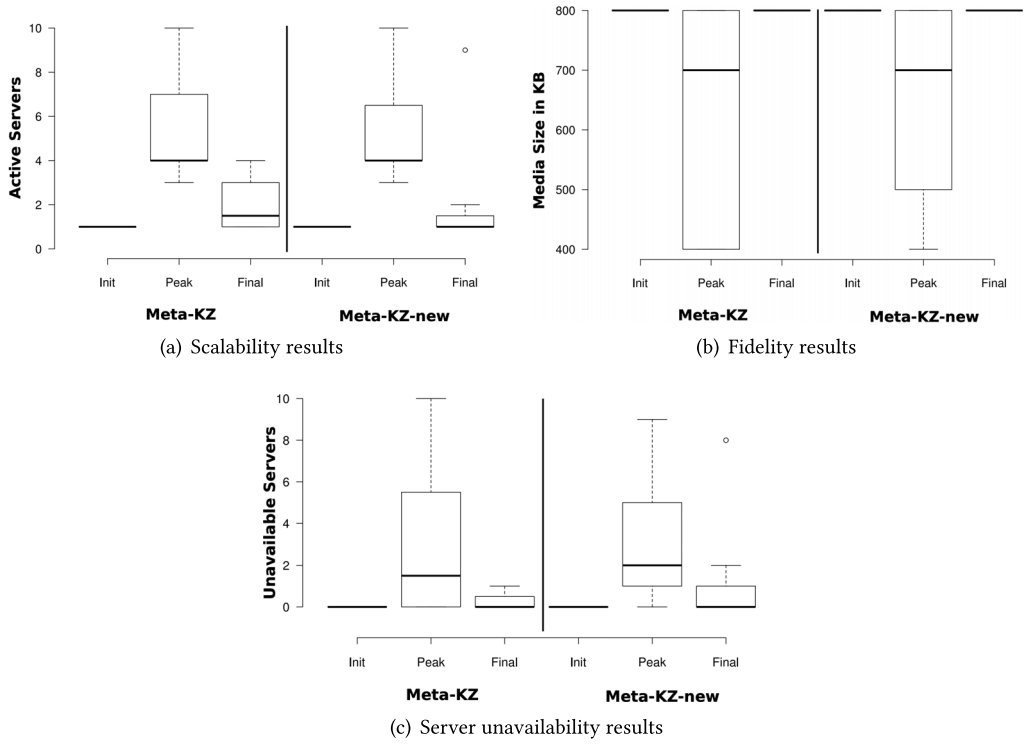 Active Servers
10
8
6
4
2
0
Init Peak Final Init Peak Final
Meta-KZ Meta-KZ-new
(a) Scalability results
Media Size in KB
800
700
600
500
400
Init Peak Final Init Peak Final
Meta-KZ Meta-KZ-new
(b) Fidelity results
Unavailable Servers
10
8
6
4
2
0
Init Peak Final Init Peak Final
Meta-KZ Meta-KZ-new
(c) Server unavailability results